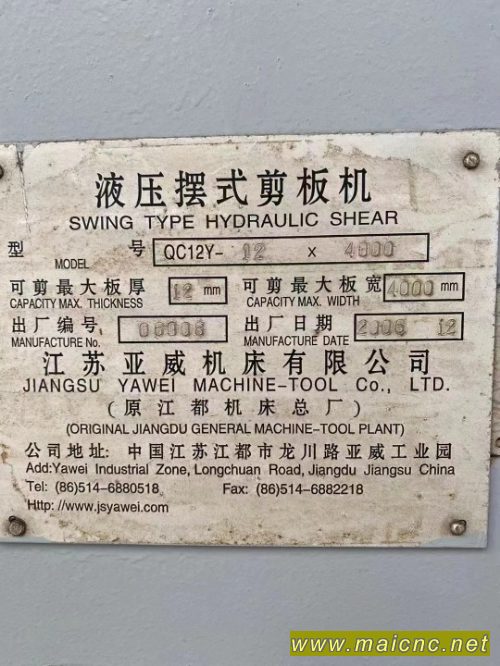 液压摆式剪板机
SWING TYPE HYDRAULIC SHEAR
型 号 QC12Y- 12 x 4000
MODEL
可剪最大板厚 12 mm 可剪最大板宽 4000 mm
CAPACITY MAX. THICKNESS CAPACITY MAX. WIDTH
出厂编号 出厂日期 2006 12
MANUFACTURE No. MANUFACTURE DATE
江苏亚威机床有限公司
JIANGSU YAWEI MACHINE-TOOL Co., LTD.
(原江都机床总厂)
(ORIGINAL JIANGDU GENERAL MACHINE-TOOL PLANT)
公司地址: 中国江苏江都市龙川路亚威工业园
Add:Yawei Industrial Zone, Longchuan Road, Jiangdu Jiangsu China
Tel: (86)514-6880518 Fax: (86)514-6882218
Http://www.jsyawei.com
www.maicnc.net